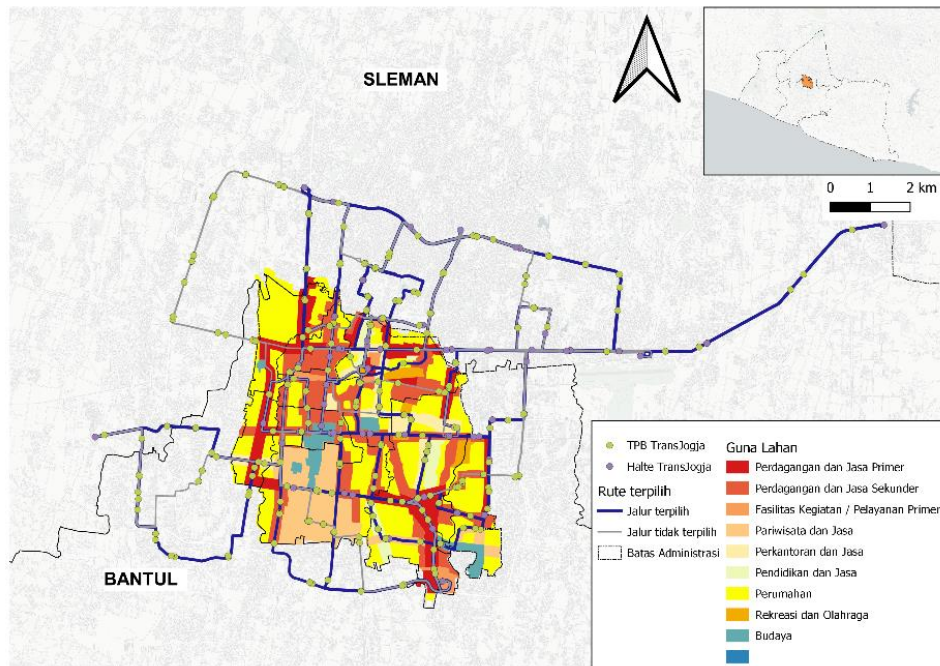 SLEMAN
0 1 2 km
BANTUL
TPB TransJogja
Halte TransJogja
Rute terpilih
Jalur terpilih
Jalur tidak terpilih
Batas Administrasi
Guna Lahan
Perdagangan dan Jasa Primer
Perdagangan dan Jasa Sekunder
Fasilitas Kegiatan / Pelayanan Primer
Pariwisata dan Jasa
Perkantoran dan Jasa
Pendidikan dan Jasa
Perumahan
Rekreasi dan Olahraga
Budaya